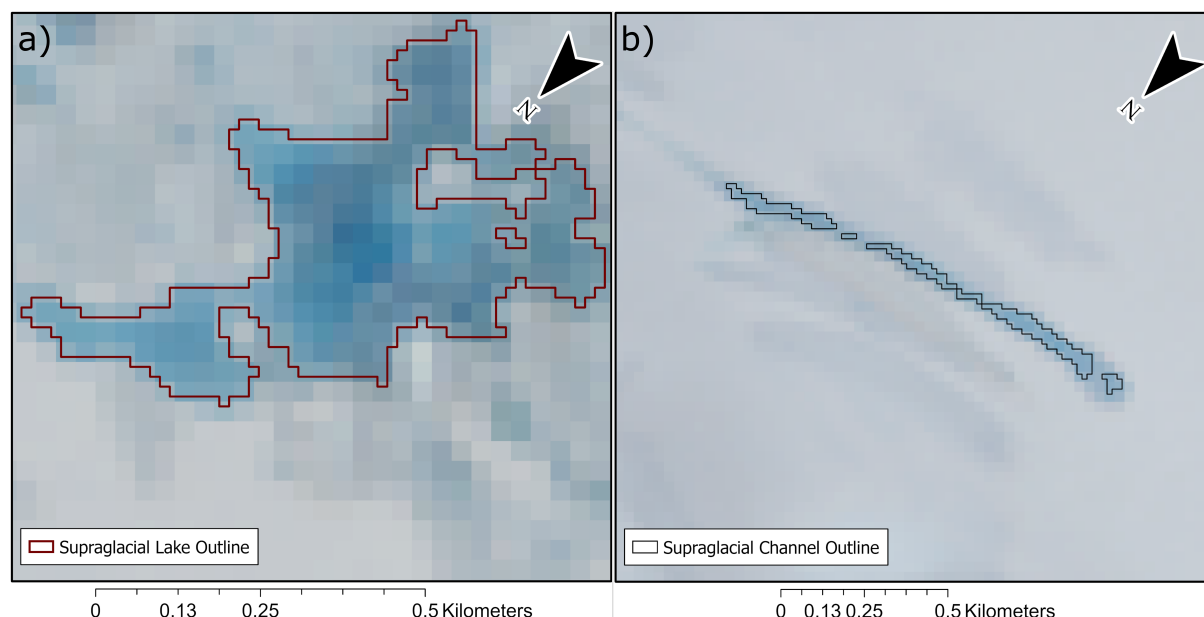 a)
N
Supraglacial Lake Outline
0 0.13 0.25 0.5 Kilometers
b)
N
Supraglacial Channel Outline
0 0.13 0.25 0.5 Kilometers